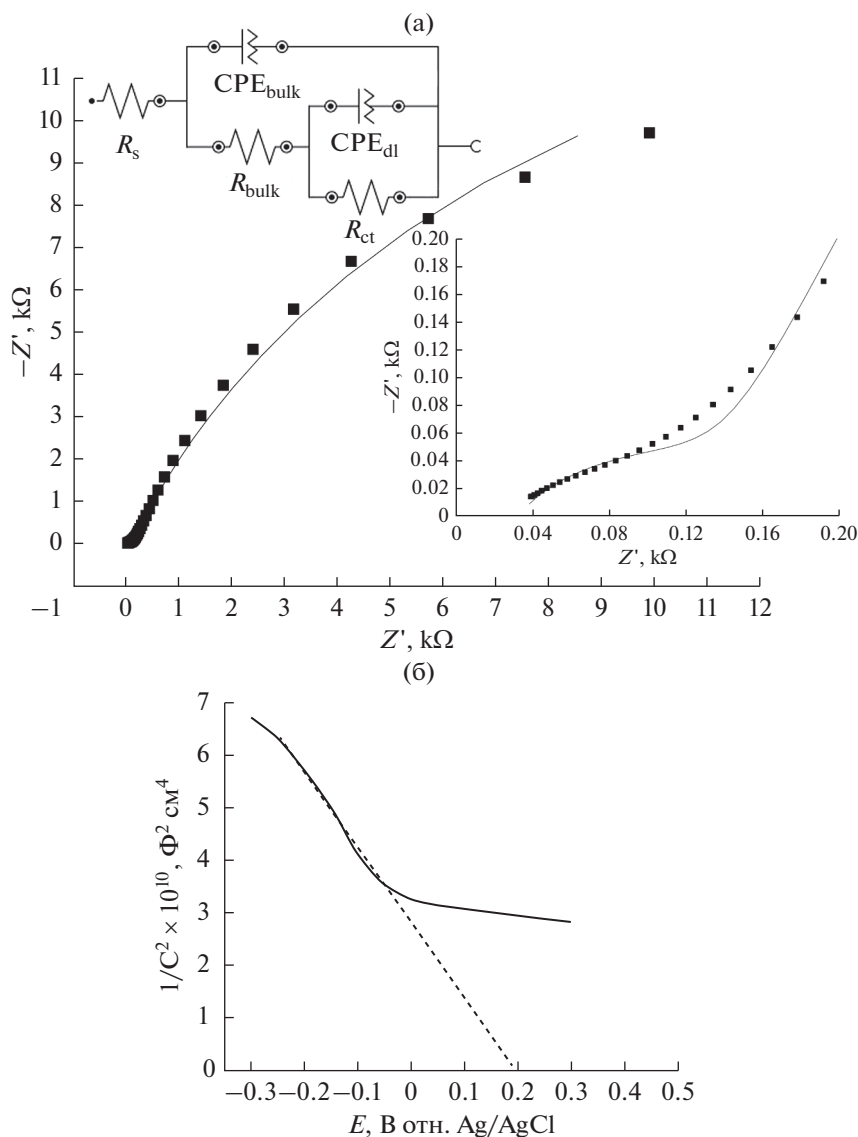 (а)
CPE_bulk
R_s
CPE_dl
R_bulk
R_ct
−Z', kΩ
11
10
9
8
7
6
5
4
3
2
1
0
−1 0 1 2 3 4 5 6 7 8 9 10 11 12
Z', kΩ
−Z', kΩ
0.20
0.18
0.16
0.14
0.12
0.10
0.08
0.06
0.04
0.02
0
0 0.04 0.08 0.12 0.16 0.20
Z', kΩ
(б)
1/C² × 10¹⁰, Ф² см⁴
7
6
5
4
3
2
1
0
−0.3 −0.2 −0.1 0 0.1 0.2 0.3 0.4 0.5
E, В отн. Ag/AgCl